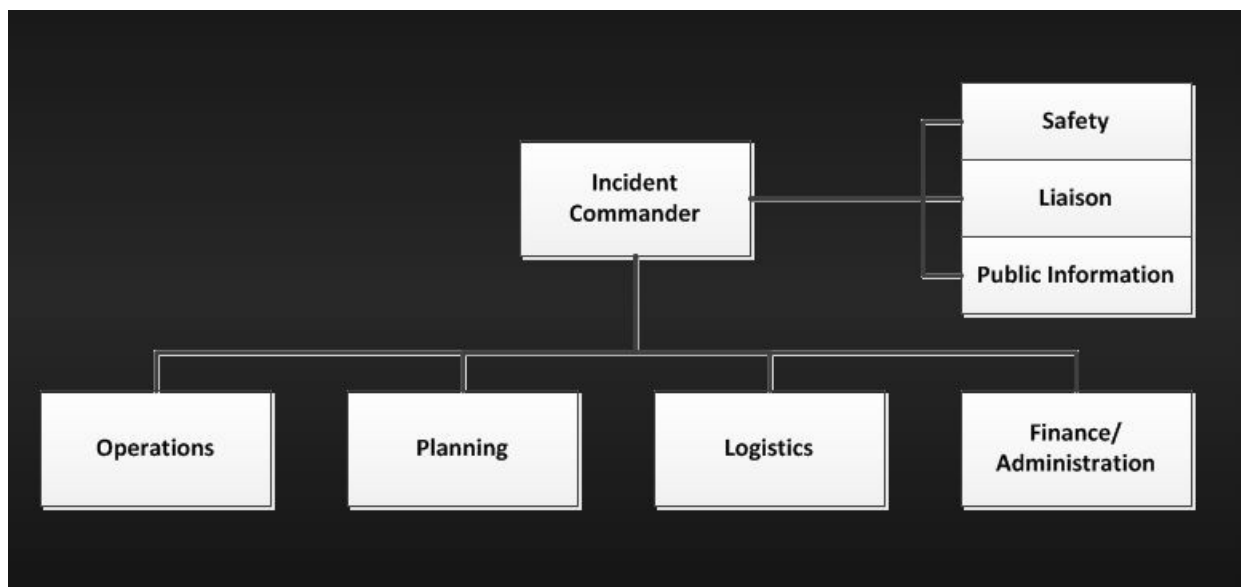 Safety
Incident
Commander
Liaison
Public Information
Operations
Planning
Logistics
Finance/
Administration